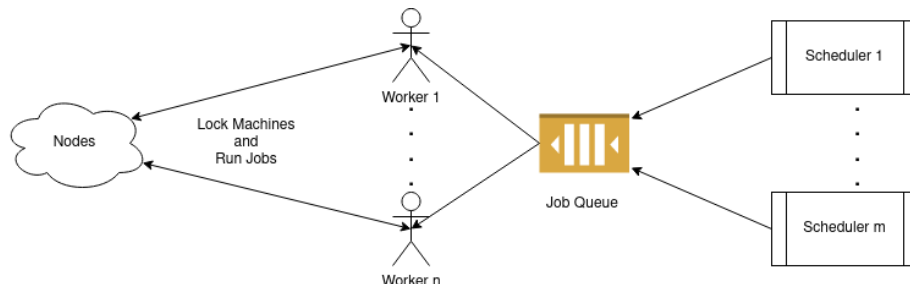 Scheduler 1
Worker 1
Lock Machines
and
Run Jobs
Nodes
Job Queue
Scheduler m
Worker n